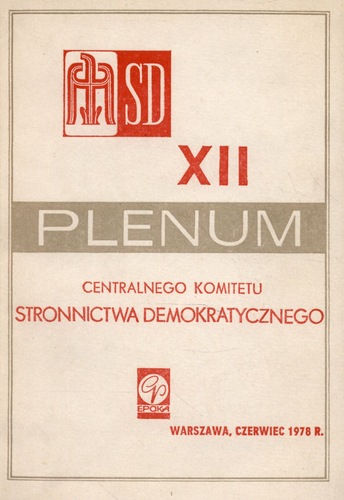 SD
XII
PLENUM
CENTRALNEGO KOMITETU
STRONNICTWA DEMOKRATYCZNEGO
EPOKA
WARSZAWA, CZERWIEC 1978 R.